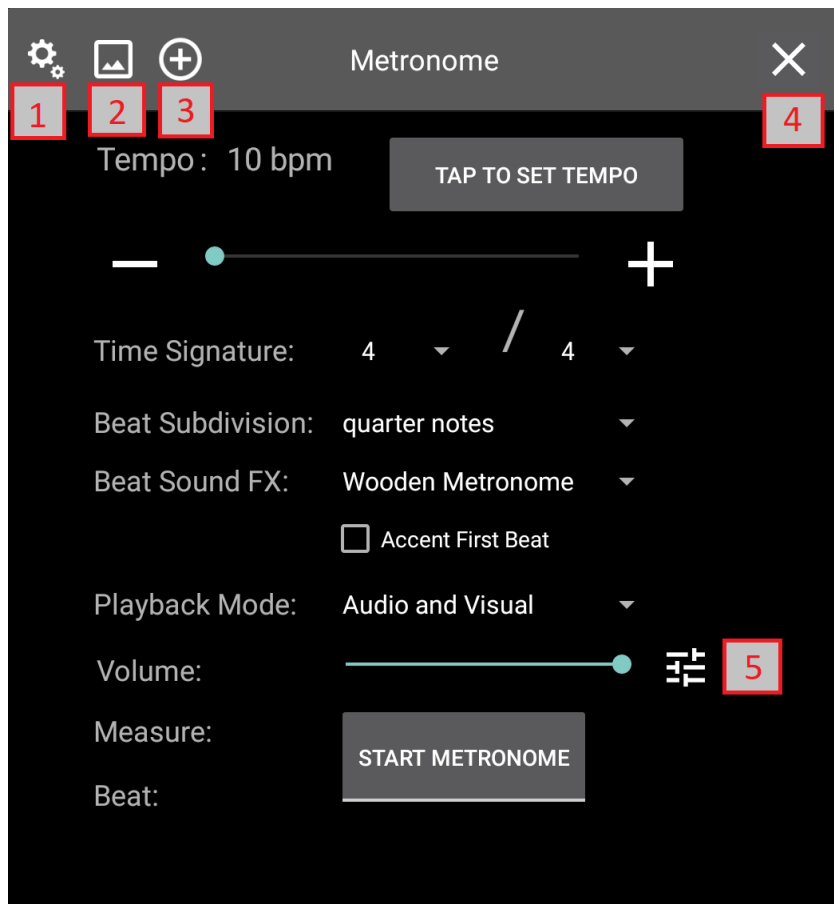 Metronome
1 2 3 4
Tempo: 10 bpm TAP TO SET TEMPO
Time Signature: 4 / 4
Beat Subdivision: quarter notes
Beat Sound FX: Wooden Metronome
Accent First Beat
Playback Mode: Audio and Visual
Volume: 5
Measure:
START METRONOME
Beat: